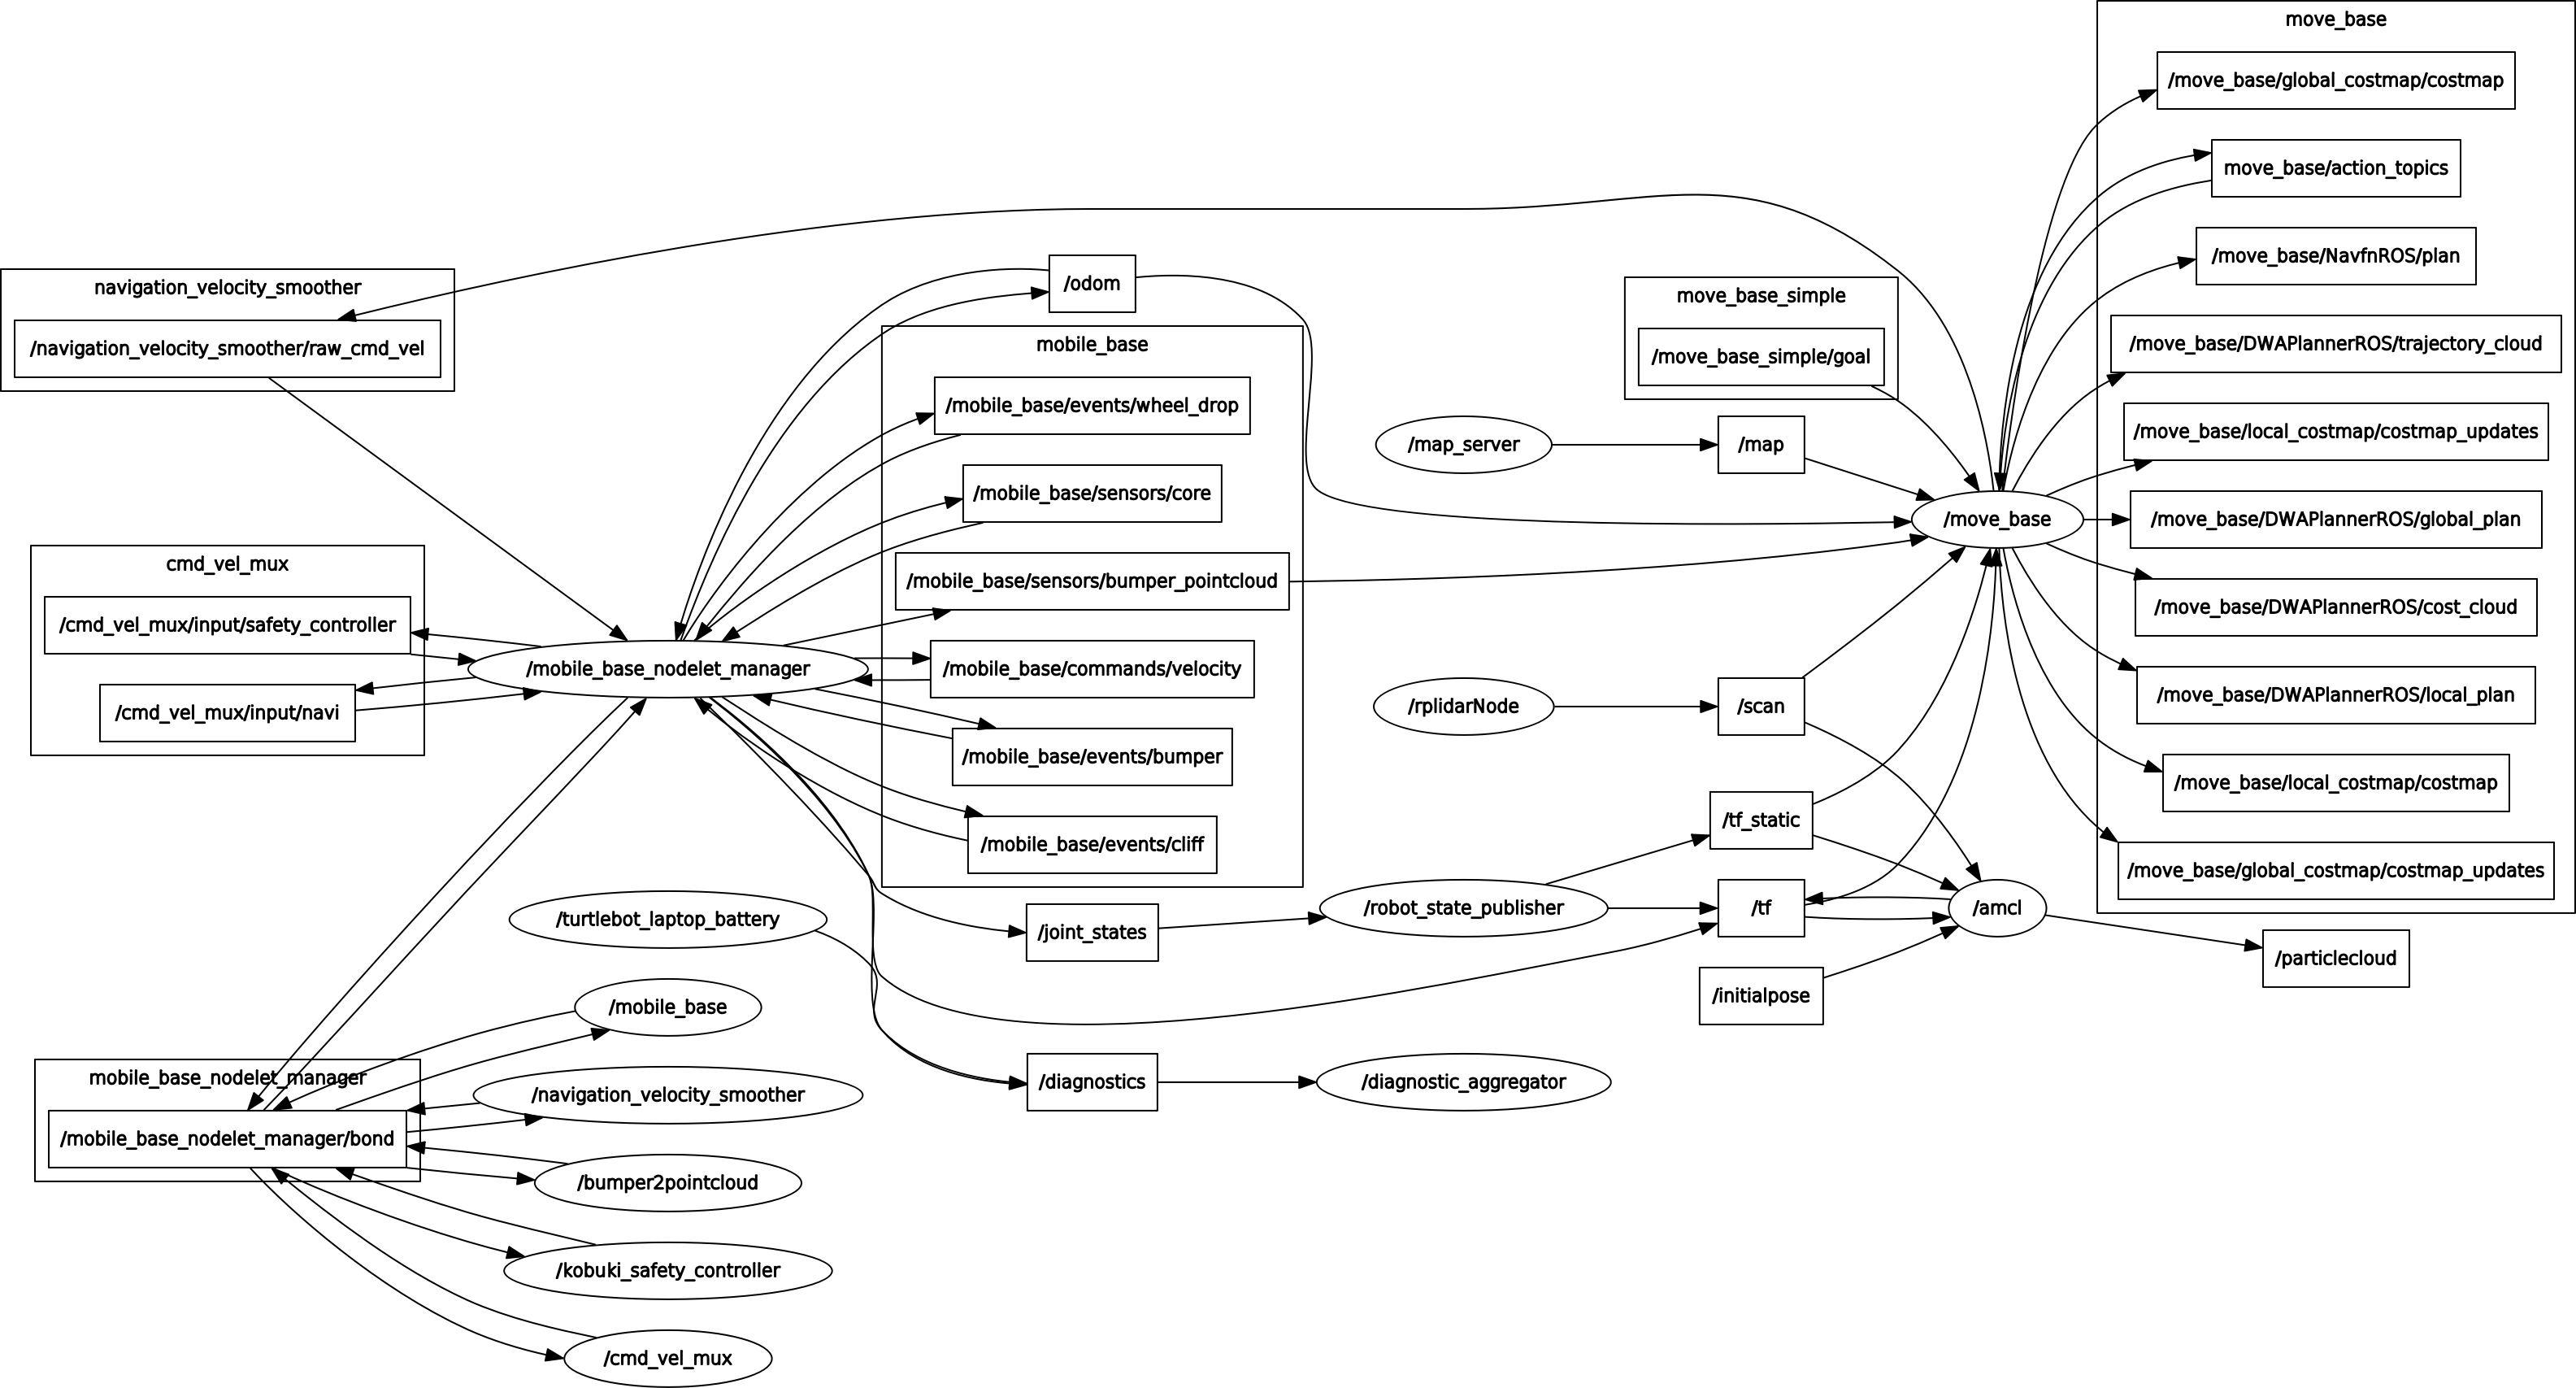 move_base
/move_base/global_costmap/costmap
move_base/action_topics
/move_base/NavfnROS/plan
/move_base/DWAPlannerROS/trajectory_cloud
/move_base/local_costmap/costmap_updates
/move_base/DWAPlannerROS/global_plan
/move_base/DWAPlannerROS/cost_cloud
/move_base/DWAPlannerROS/local_plan
/move_base/local_costmap/costmap
/move_base/global_costmap/costmap_updates
navigation_velocity_smoother
/navigation_velocity_smoother/raw_cmd_vel
cmd_vel_mux
/cmd_vel_mux/input/safety_controller
/cmd_vel_mux/input/navi
/mobile_base_nodelet_manager
/odom
mobile_base
/mobile_base/events/wheel_drop
/mobile_base/sensors/core
/mobile_base/sensors/bumper_pointcloud
/mobile_base/commands/velocity
/mobile_base/events/bumper
/mobile_base/events/cliff
move_base_simple
/move_base_simple/goal
/map_server
/map
/move_base
/rplidarNode
/scan
/tf_static
/robot_state_publisher
/tf
/amcl
/initialpose
/particlecloud
/turtlebot_laptop_battery
/joint_states
/mobile_base
mobile_base_nodelet_manager
/mobile_base_nodelet_manager/bond
/navigation_velocity_smoother
/diagnostics
/diagnostic_aggregator
/bumper2pointcloud
/kobuki_safety_controller
/cmd_vel_mux